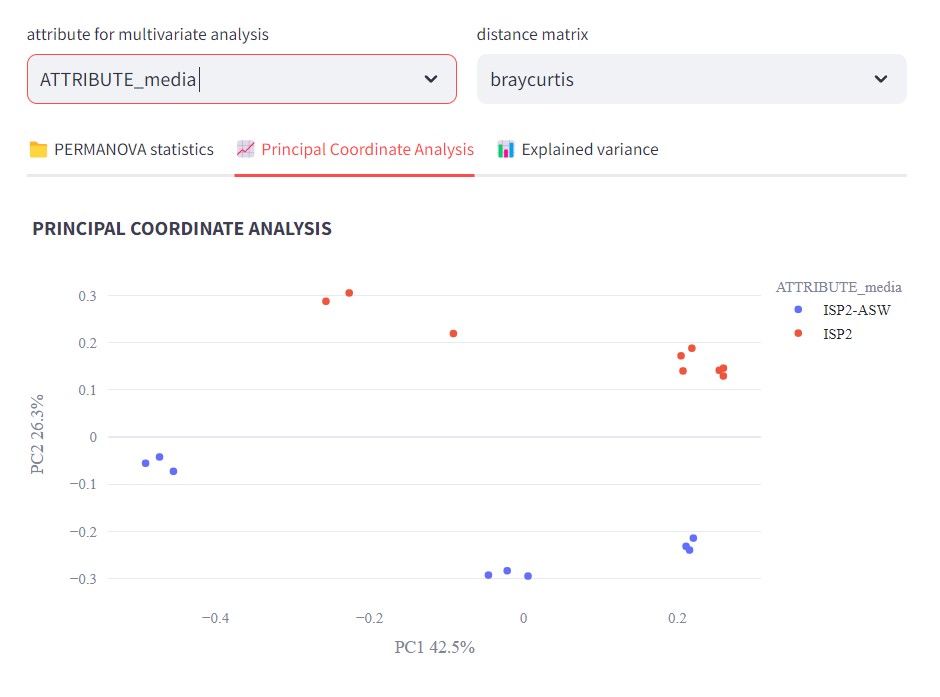 attribute for multivariate analysis
distance matrix
ATTRIBUTE_media
braycurtis
PERMANOVA statistics
Principal Coordinate Analysis
Explained variance
PRINCIPAL COORDINATE ANALYSIS
ATTRIBUTE_media
ISP2-ASW
ISP2
0.3
0.2
0.1
0
−0.1
−0.2
−0.3
PC2 26.3%
−0.4
−0.2
0
0.2
PC1 42.5%